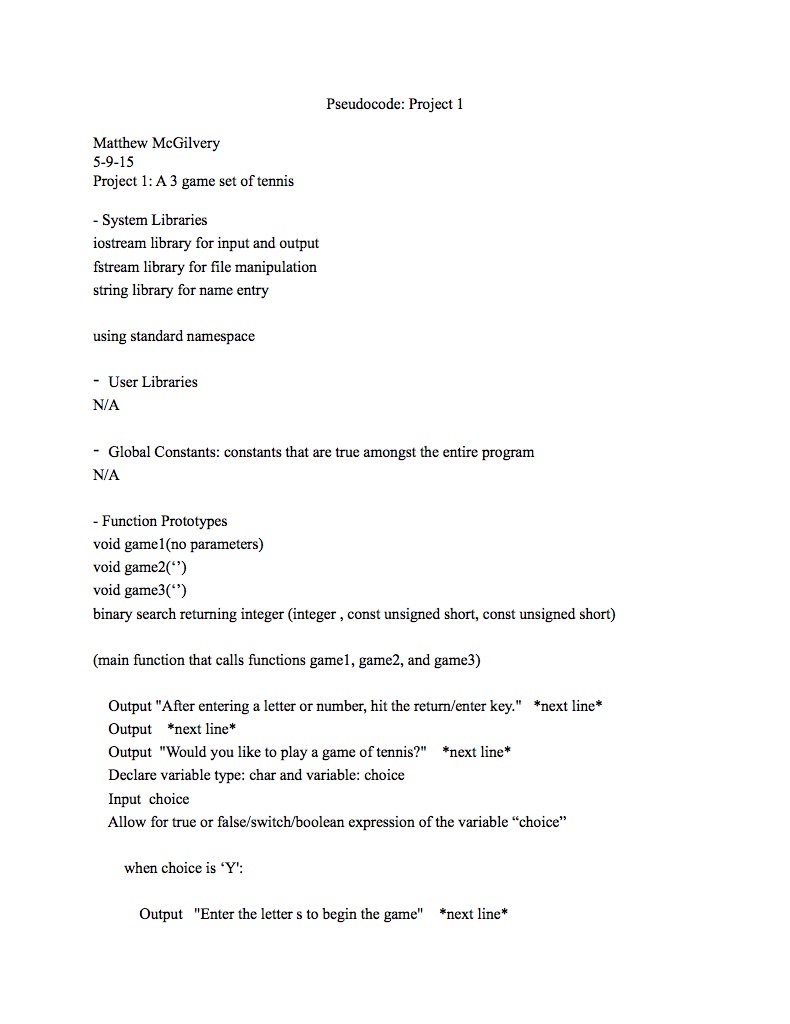 Pseudocode: Project 1
Matthew McGilvery
5-9-15
Project 1: A 3 game set of tennis
- System Libraries
iostream library for input and output
fstream library for file manipulation
string library for name entry
using standard namespace
- User Libraries
N/A
- Global Constants: constants that are true amongst the entire program
N/A
- Function Prototypes
void game1(no parameters)
void game2(‘’)
void game3(‘’)
binary search returning integer (integer , const unsigned short, const unsigned short)
(main function that calls functions game1, game2, and game3)
Output "After entering a letter or number, hit the return/enter key." *next line*
Output *next line*
Output "Would you like to play a game of tennis?" *next line*
Declare variable type: char and variable: choice
Input choice
Allow for true or false/switch/boolean expression of the variable “choice”
when choice is ‘Y':
Output "Enter the letter s to begin the game" *next line*